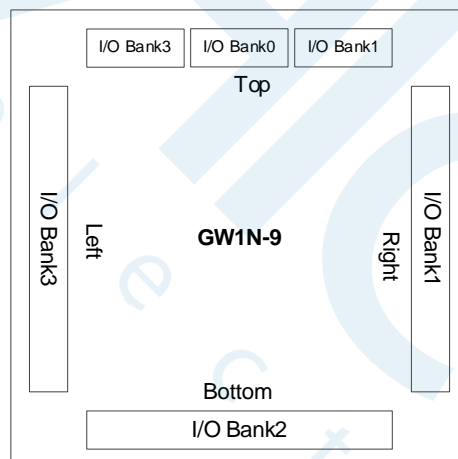 I/O Bank3
I/O Bank0
I/O Bank1
Top
I/O Bank3
Left
GW1N-9
Right
I/O Bank1
Bottom
I/O Bank2